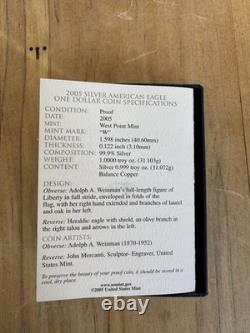 2005 SILVER AMERICAN EAGLE
ONE DOLLAR COIN SPECIFICATIONS
CONDITION: Proof
DATE: 2005
MINT: West Point Mint
MINT MARK: "W"
DIAMETER: 1.598 inches (40.60mm)
THICKNESS: 0.122 inch (3.10mm)
COMPOSITION: 99.9% Silver
WEIGHT: 1.0000 troy oz. (31.103g)
CONTENT: Silver 0.999 troy oz. (31.072g)
Balance Copper
DESIGN:
Obverse: Adolph A. Weinman's full-length figure of
Liberty in full stride, enveloped in folds of the
flag, with her right hand extended and branches of laurel
and oak in her left.
Reverse: Heraldic eagle with shield, an olive branch in
the right talon and arrows in the left.
COIN ARTISTS:
Obverse: Adolph A. Weinman (1870-1952)
Reverse: John Mercanti, Sculptor- Engraver, United
States Mint.
To preserve the beauty of your proof coin, it should be stored in
its case in a dry environment.
www.usmint.gov
©2005 United States Mint
ebay